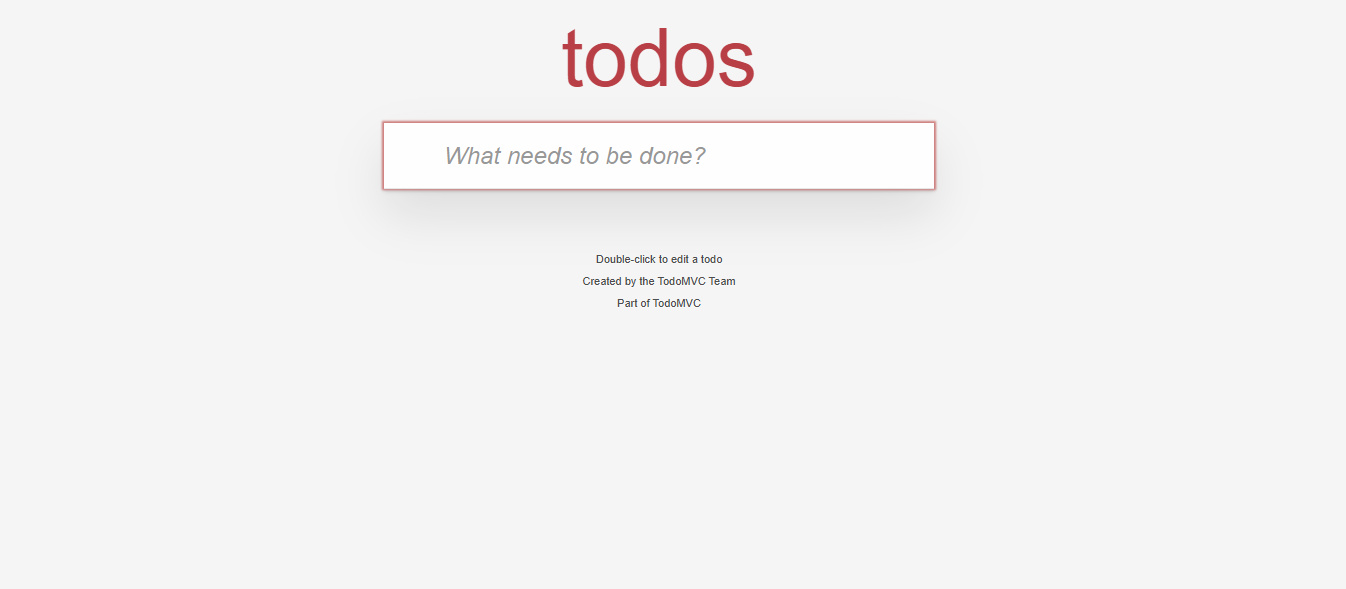 todos
What needs to be done?
Double-click to edit a todo
Created by the TodoMVC Team
Part of TodoMVC